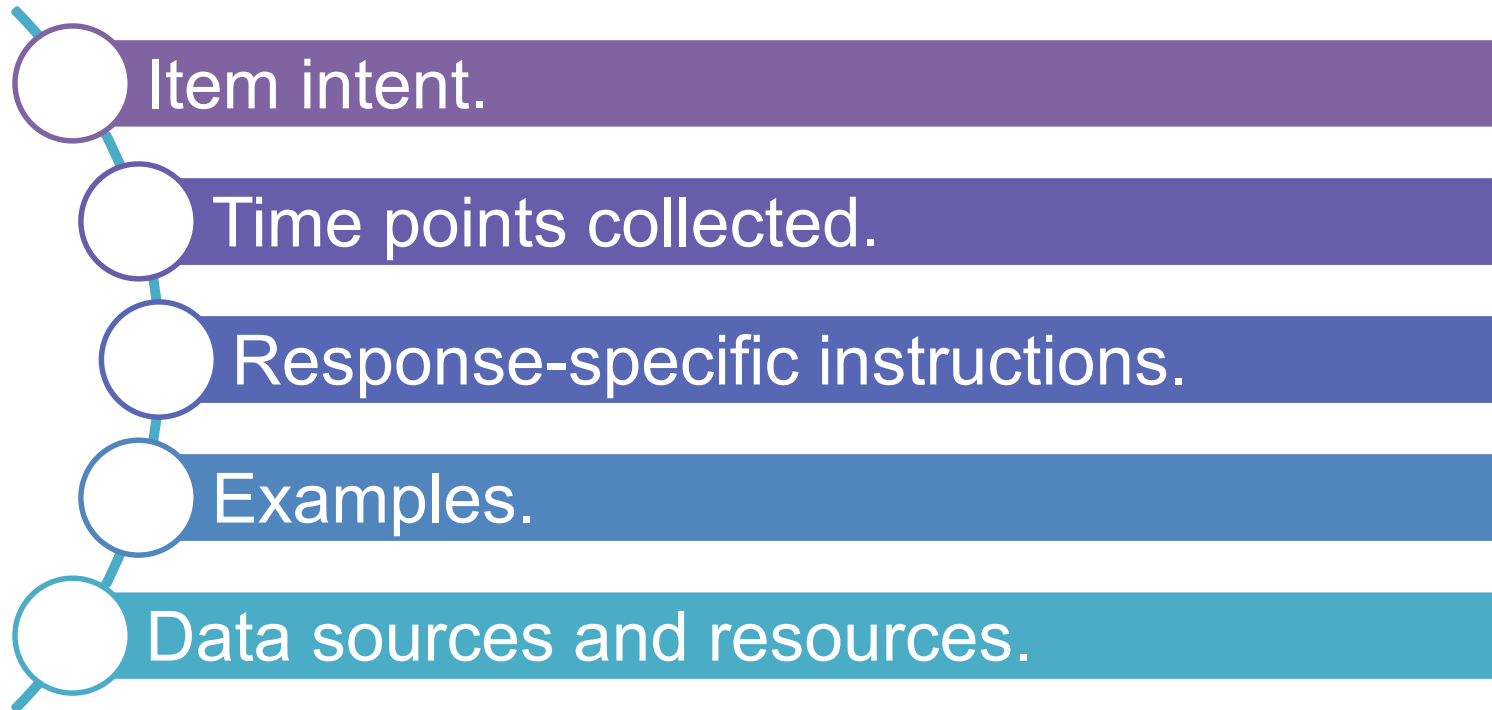 Item intent.
Time points collected.
Response-specific instructions.
Examples.
Data sources and resources.